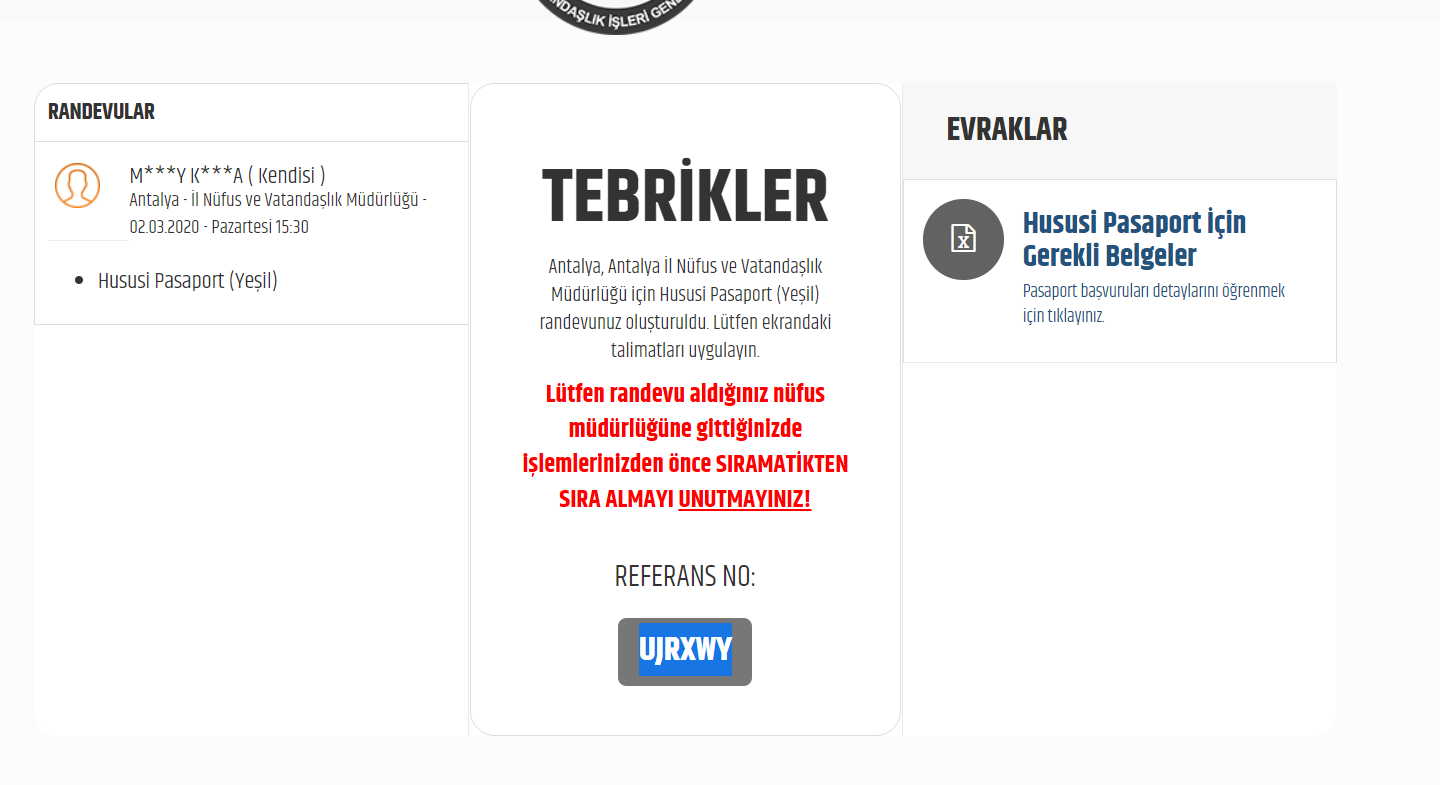 NDAŞLIK İŞLERİ GENE
RANDEVULAR
M***Y K***A ( Kendisi )
Antalya - İl Nüfus ve Vatandaşlık Müdürlüğü -
02.03.2020 - Pazartesi 15:30
Hususi Pasaport (Yeşil)
TEBRİKLER
Antalya, Antalya İl Nüfus ve Vatandaşlık
Müdürlüğü için Hususi Pasaport (Yeşil)
randevunuz oluşturuldu. Lütfen ekrandaki
talimatları uygulayın.
Lütfen randevu aldığınız nüfus
müdürlüğüne gittiğinizde
işlemlerinizden önce SIRAMATİKTEN
SIRA ALMAYI UNUTMAYINIZ!
REFERANS NO:
UJRXWY
EVRAKLAR
Hususi Pasaport İçin
Gerekli Belgeler
Pasaport başvuruları detaylarını öğrenmek
için tıklayınız.